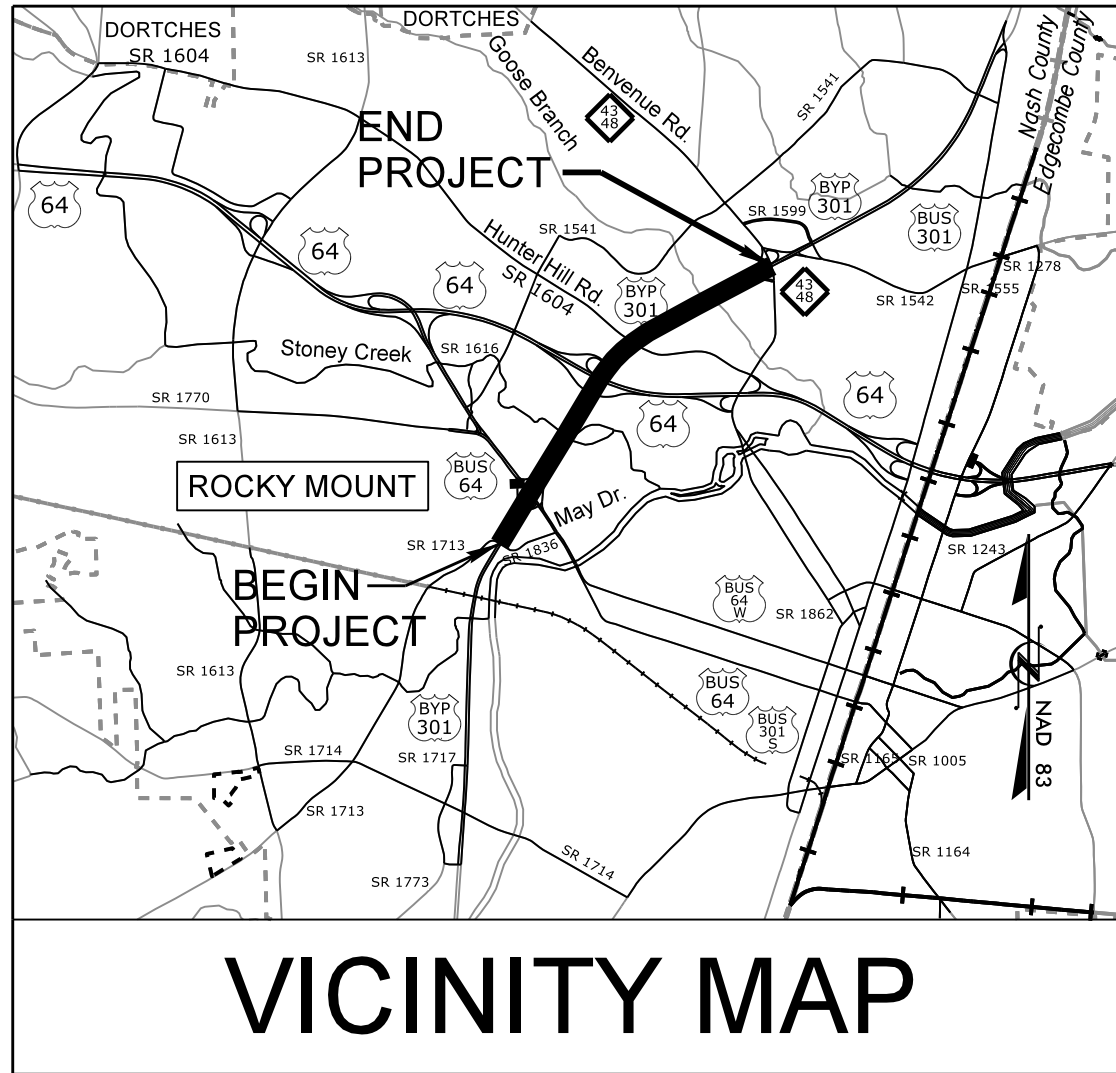 DORTCHES
DORTCHES
SR 1604
SR 1613
Goose Branch
Benvenue Rd.
43
48
SR 1541
Nash County
Edgecombe County
END
PROJECT
64
64
64
SR 1541
Hunter Hill Rd.
SR 1604
BYP
301
BYP
301
SR 1599
BUS
301
43
48
SR 1542
SR 1278
SR 1555
Stoney Creek
SR 1616
SR 1770
SR 1613
64
64
ROCKY MOUNT
BUS
64
May Dr.
SR 1713
SR 1836
BEGIN
PROJECT
SR 1243
BUS
64
W
SR 1862
SR 1613
BYP
301
BUS
64
BUS
301
S
NAD 83
SR 1714
SR 1717
SR 1165
SR 1005
SR 1713
SR 1773
SR 1714
SR 1164
VICINITY MAP